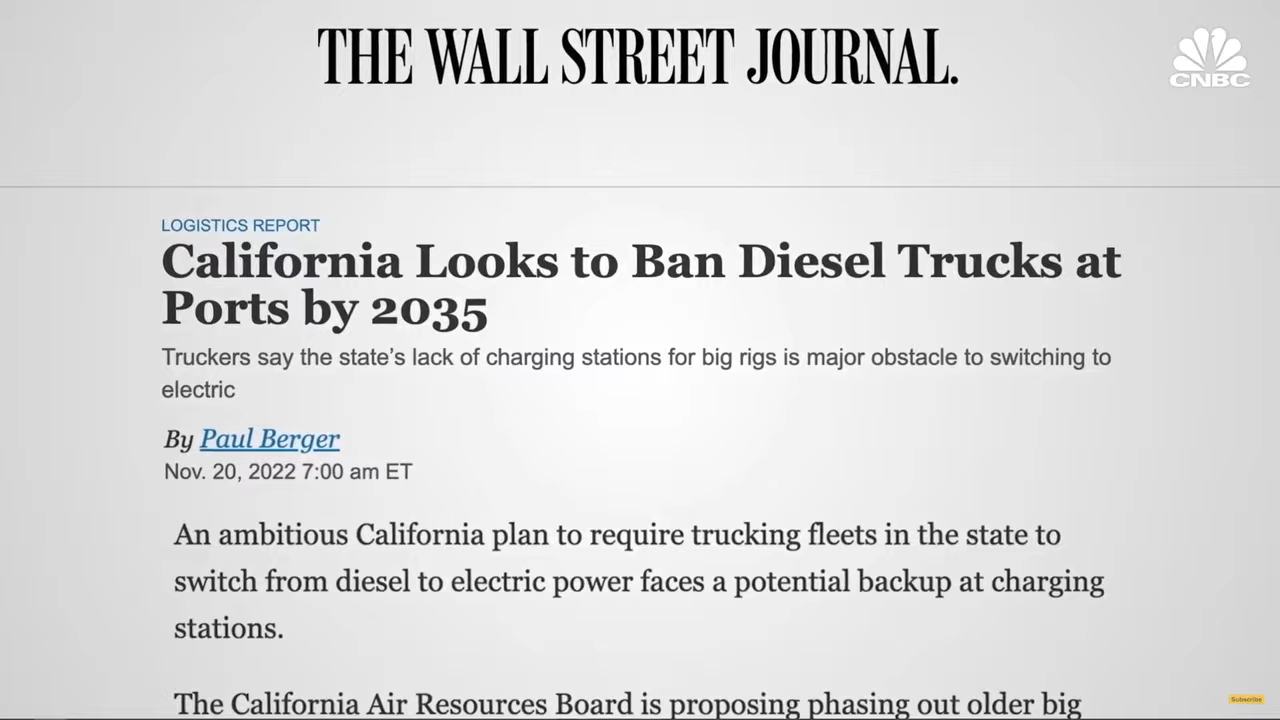 THE WALL STREET JOURNAL.
CNBC
LOGISTICS REPORT
California Looks to Ban Diesel Trucks at
Ports by 2035
Truckers say the state’s lack of charging stations for big rigs is major obstacle to switching to
electric
By Paul Berger
Nov. 20, 2022 7:00 am ET
An ambitious California plan to require trucking fleets in the state to
switch from diesel to electric power faces a potential backup at charging
stations.
The California Air Resources Board is proposing phasing out older big
Subscribe